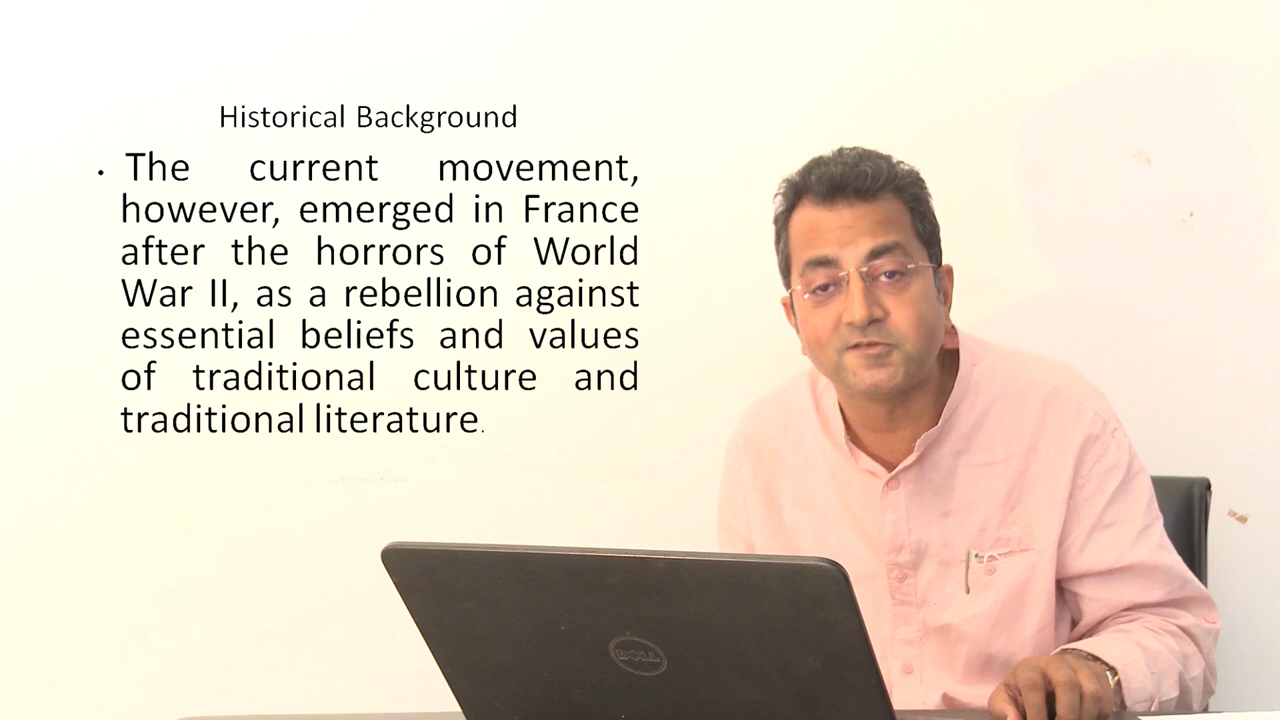 Historical Background
• The current movement,
however, emerged in France
after the horrors of World
War II, as a rebellion against
essential beliefs and values
of traditional culture and
traditional literature.
DELL